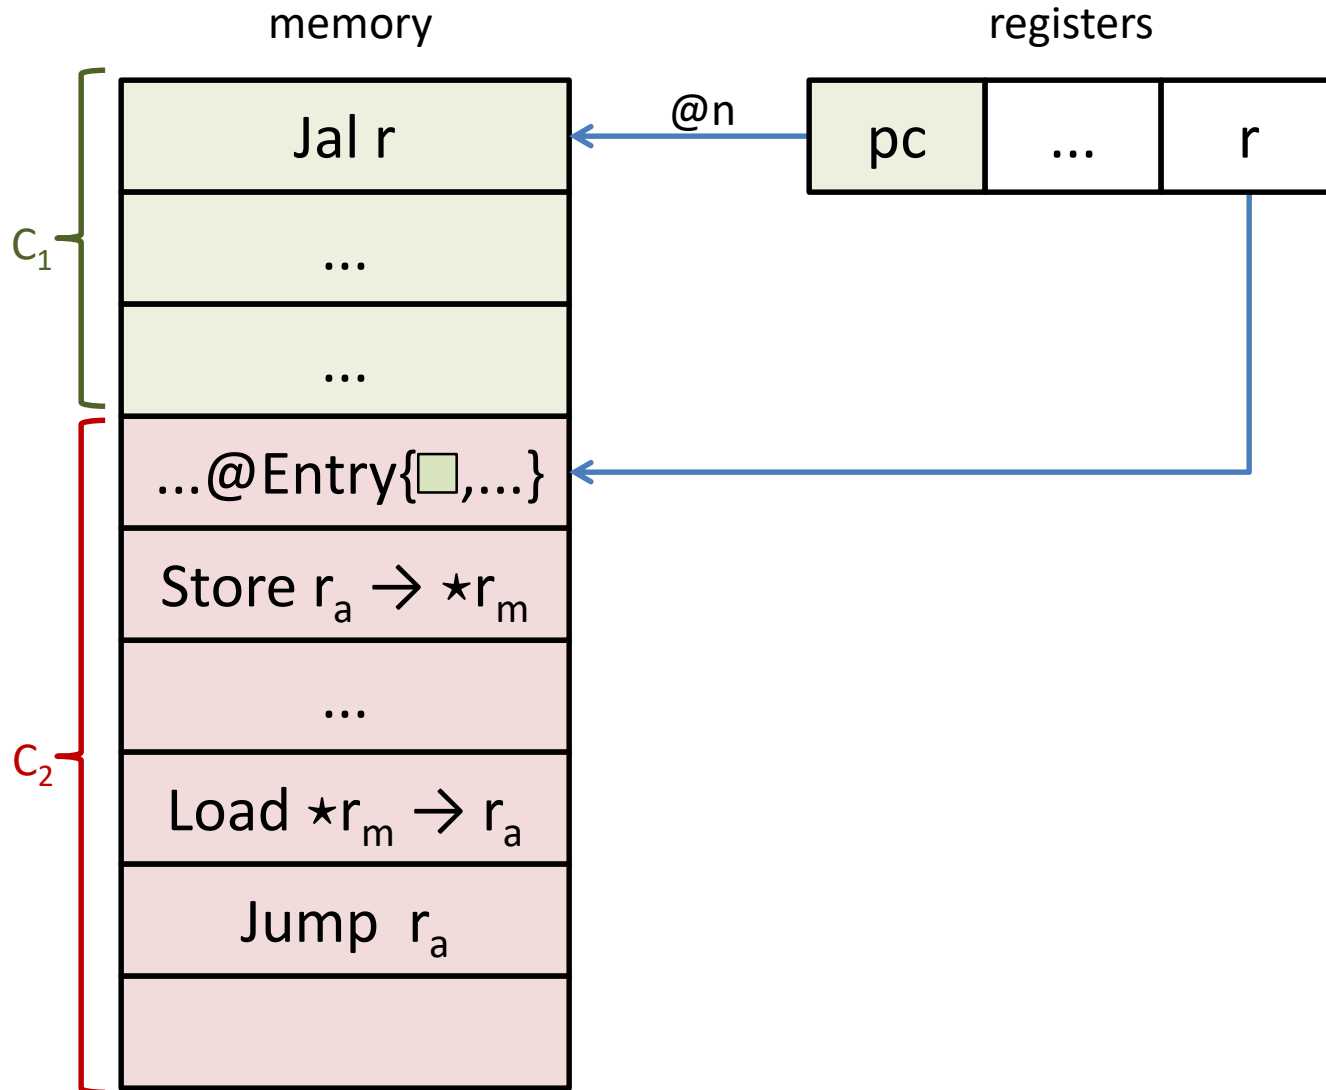 memory
registers
Jal r
@n
pc
...
r
C₁
...
...
...@Entry{ ,...}
Store rₐ → ⋆rₘ
...
C₂
Load ⋆rₘ → rₐ
Jump rₐ